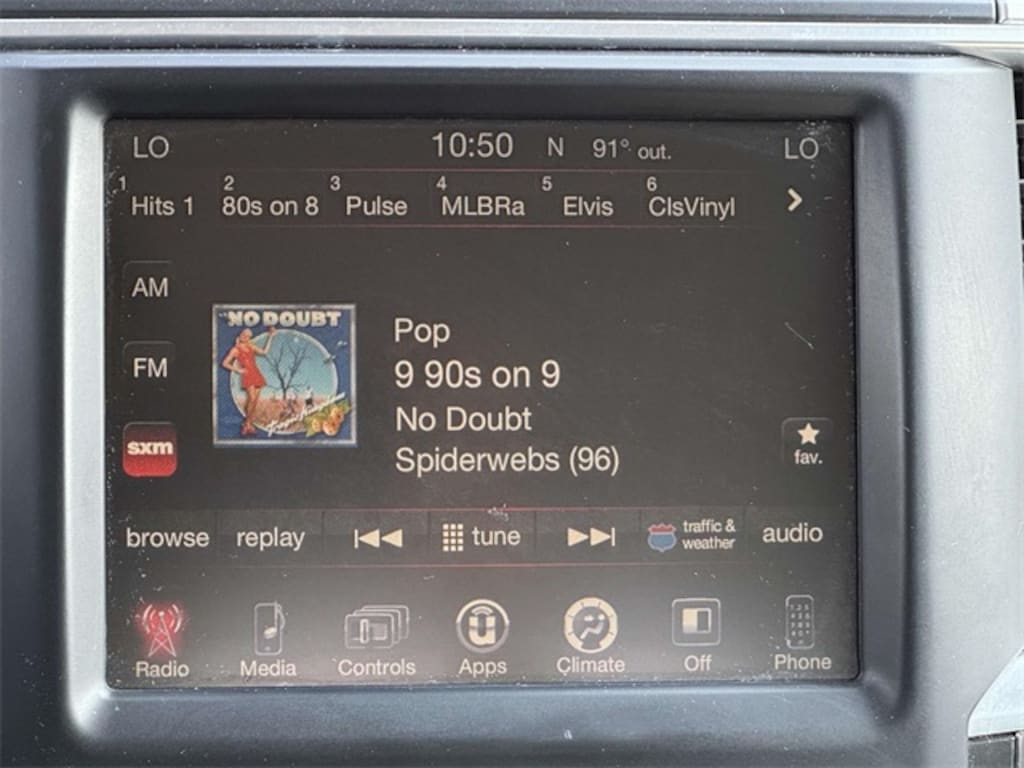 LO 10:50 N 91° out. LO
1 Hits 1 2 80s on 8 3 Pulse 4 MLBRa 5 Elvis 6 ClsVinyl
AM
FM
sxm
NO DOUBT
Tragic Kingdom
Pop
9 90s on 9
No Doubt
Spiderwebs (96)
fav.
browse replay tune traffic & weather audio
Radio Media Controls Apps Climate Off Phone